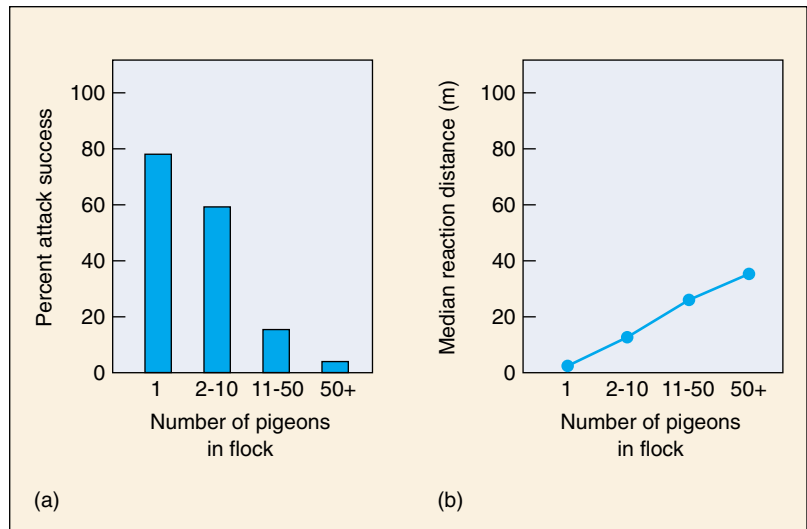 Percent attack success
100
80
60
40
20
0
1 2-10 11-50 50+
Number of pigeons
in flock
(a)
Median reaction distance (m)
100
80
60
40
20
0
1 2-10 11-50 50+
Number of pigeons
in flock
(b)